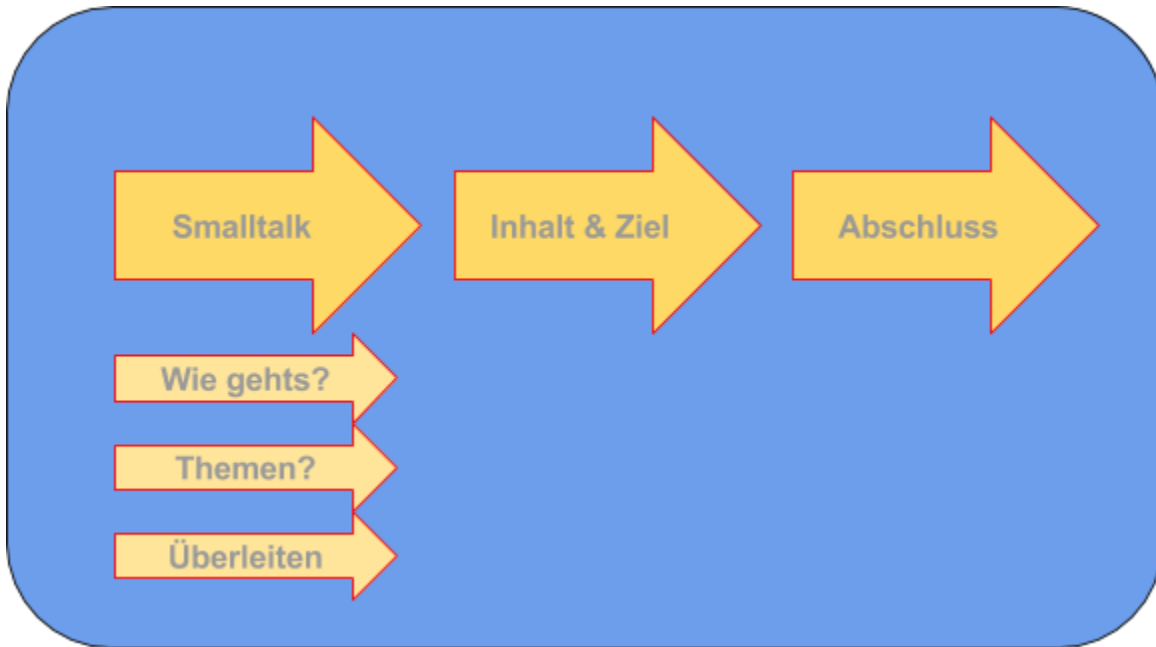 Smalltalk
Inhalt & Ziel
Abschluss
Wie gehts?
Themen?
Überleiten